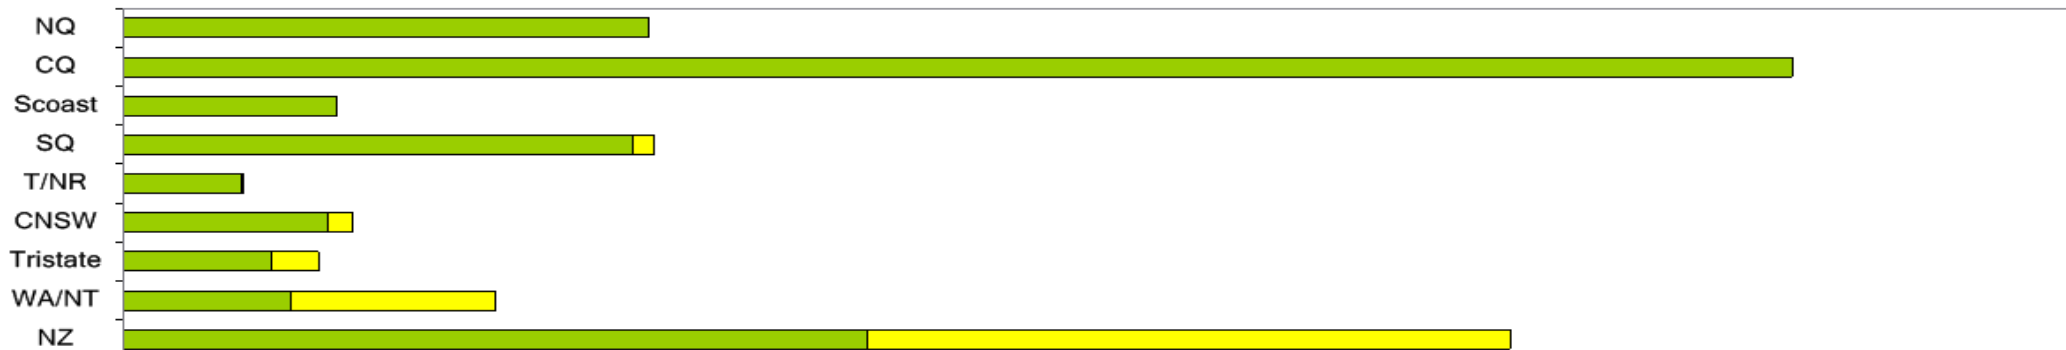 NQ
CQ
Scoast
SQ
T/NR
CNSW
Tristate
WA/NT
NZ